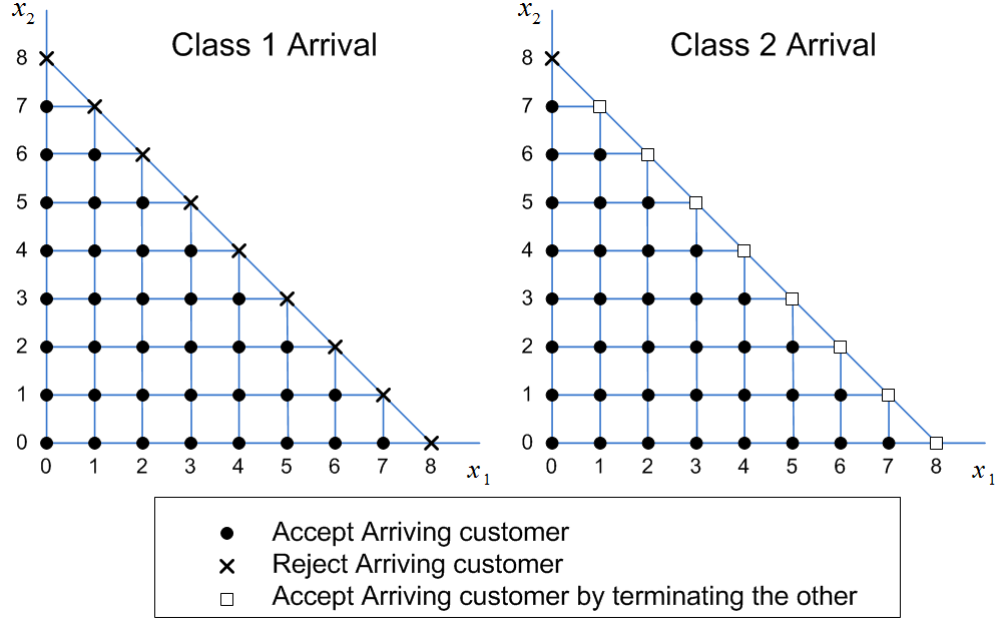 x₂
Class 1 Arrival
8
7
6
5
4
3
2
1
0
0 1 2 3 4 5 6 7 8
x₁
x₂
Class 2 Arrival
8
7
6
5
4
3
2
1
0
0 1 2 3 4 5 6 7 8
x₁
Accept Arriving customer
Reject Arriving customer
Accept Arriving customer by terminating the other